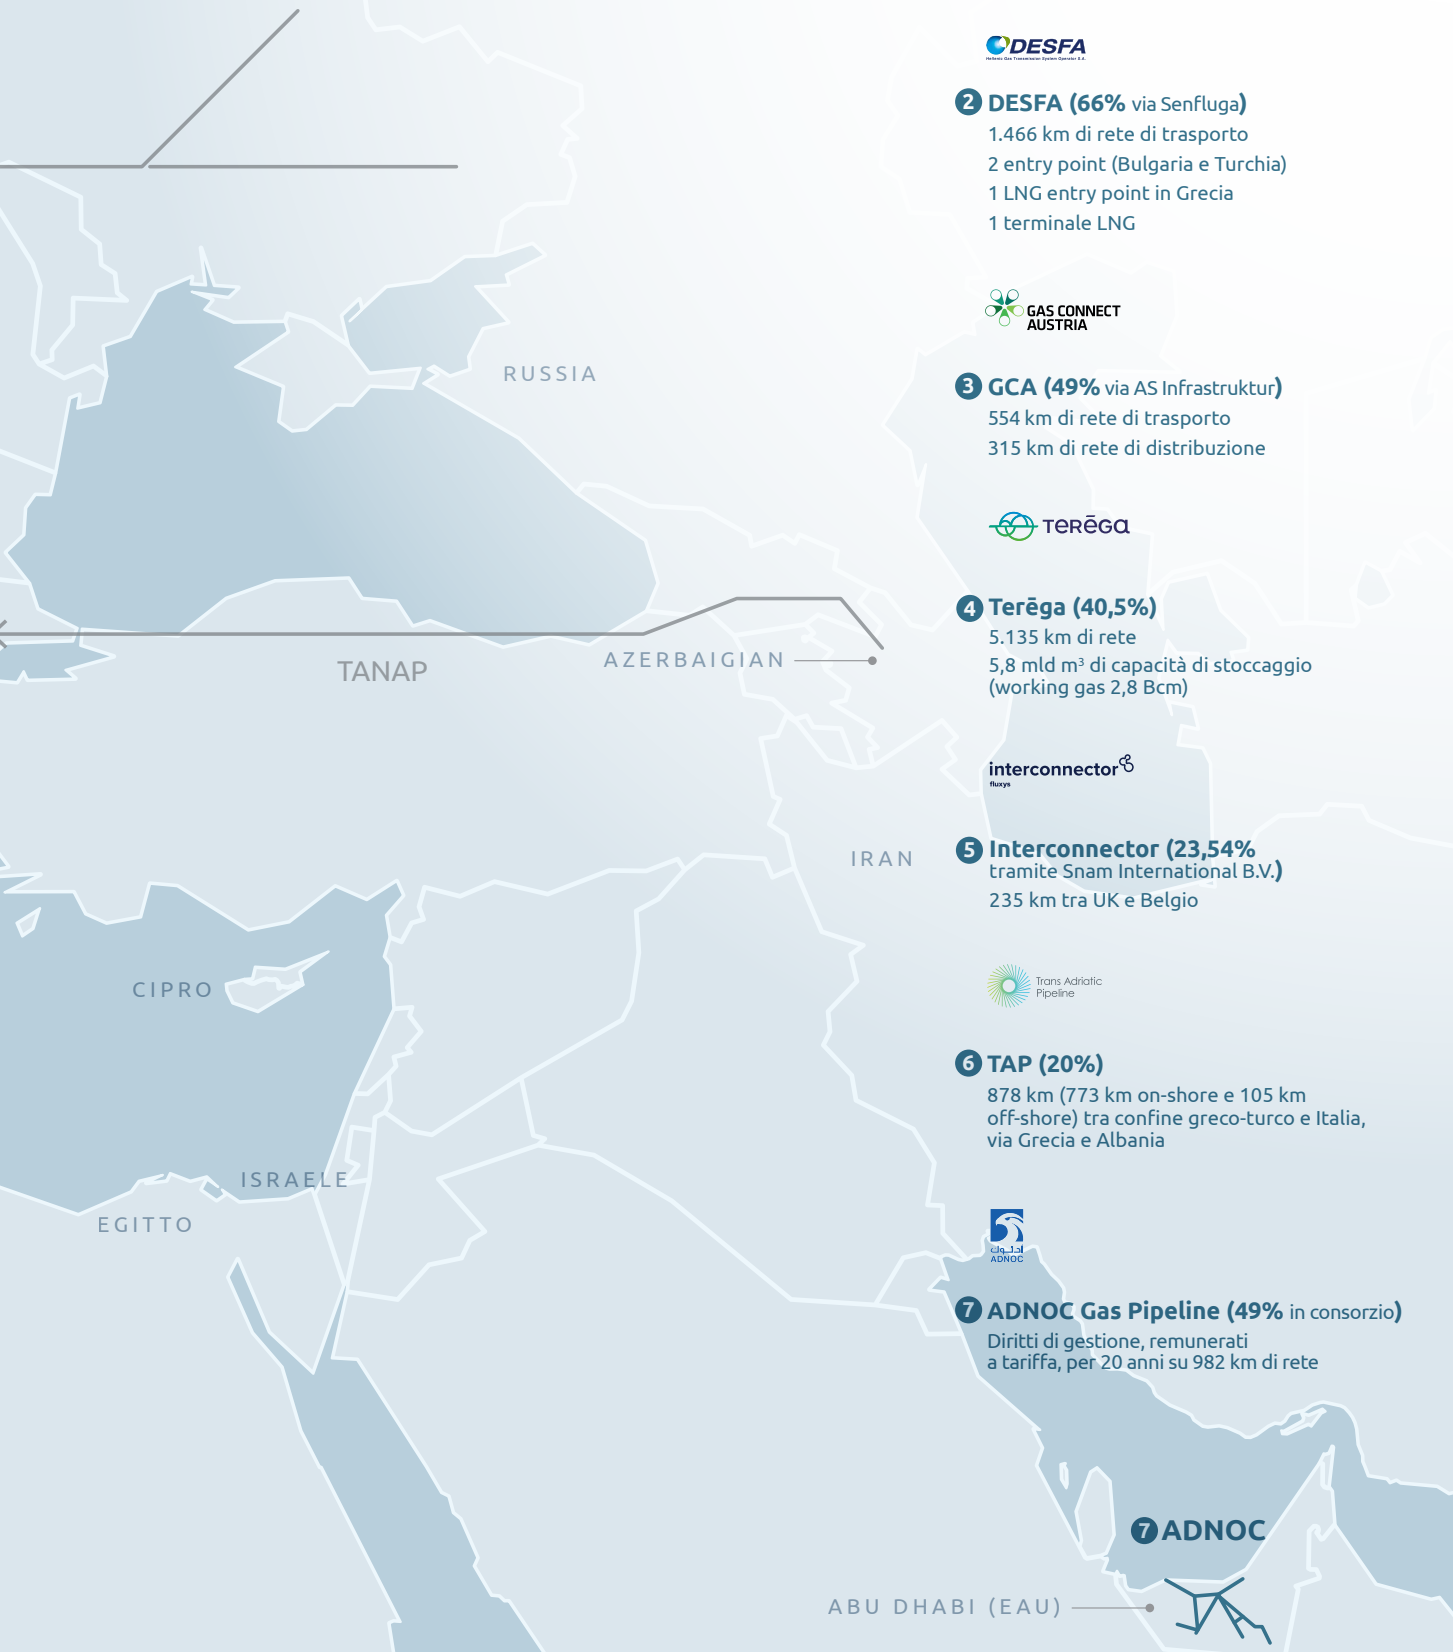 DESFA
Hellenic Gas Transmission System Operator S.A.
2 DESFA (66% via Senfluga)
1.466 km di rete di trasporto
2 entry point (Bulgaria e Turchia)
1 LNG entry point in Grecia
1 terminale LNG
GAS CONNECT
AUSTRIA
RUSSIA
3 GCA (49% via AS Infrastruktur)
554 km di rete di trasporto
315 km di rete di distribuzione
TERĒGA
4 Terēga (40,5%)
5.135 km di rete
5,8 mld m³ di capacità di stoccaggio
(working gas 2,8 Bcm)
AZERBAIGIAN
TANAP
interconnector
fluxys
IRAN
5 Interconnector (23,54%
tramite Snam International B.V.)
235 km tra UK e Belgio
CIPRO
Trans Adriatic
Pipeline
6 TAP (20%)
878 km (773 km on-shore e 105 km
off-shore) tra confine greco-turco e Italia,
via Grecia e Albania
ISRAELE
EGITTO
أدنوك
ADNOC
7 ADNOC Gas Pipeline (49% in consorzio)
Diritti di gestione, remunerati
a tariffa, per 20 anni su 982 km di rete
7 ADNOC
ABU DHABI (EAU)